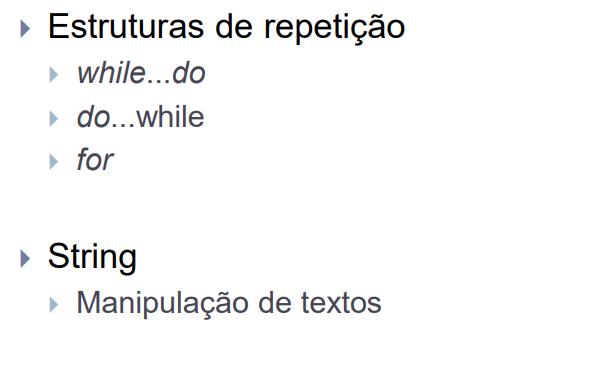 Estruturas de repetição
while...do
do...while
for
String
Manipulação de textos